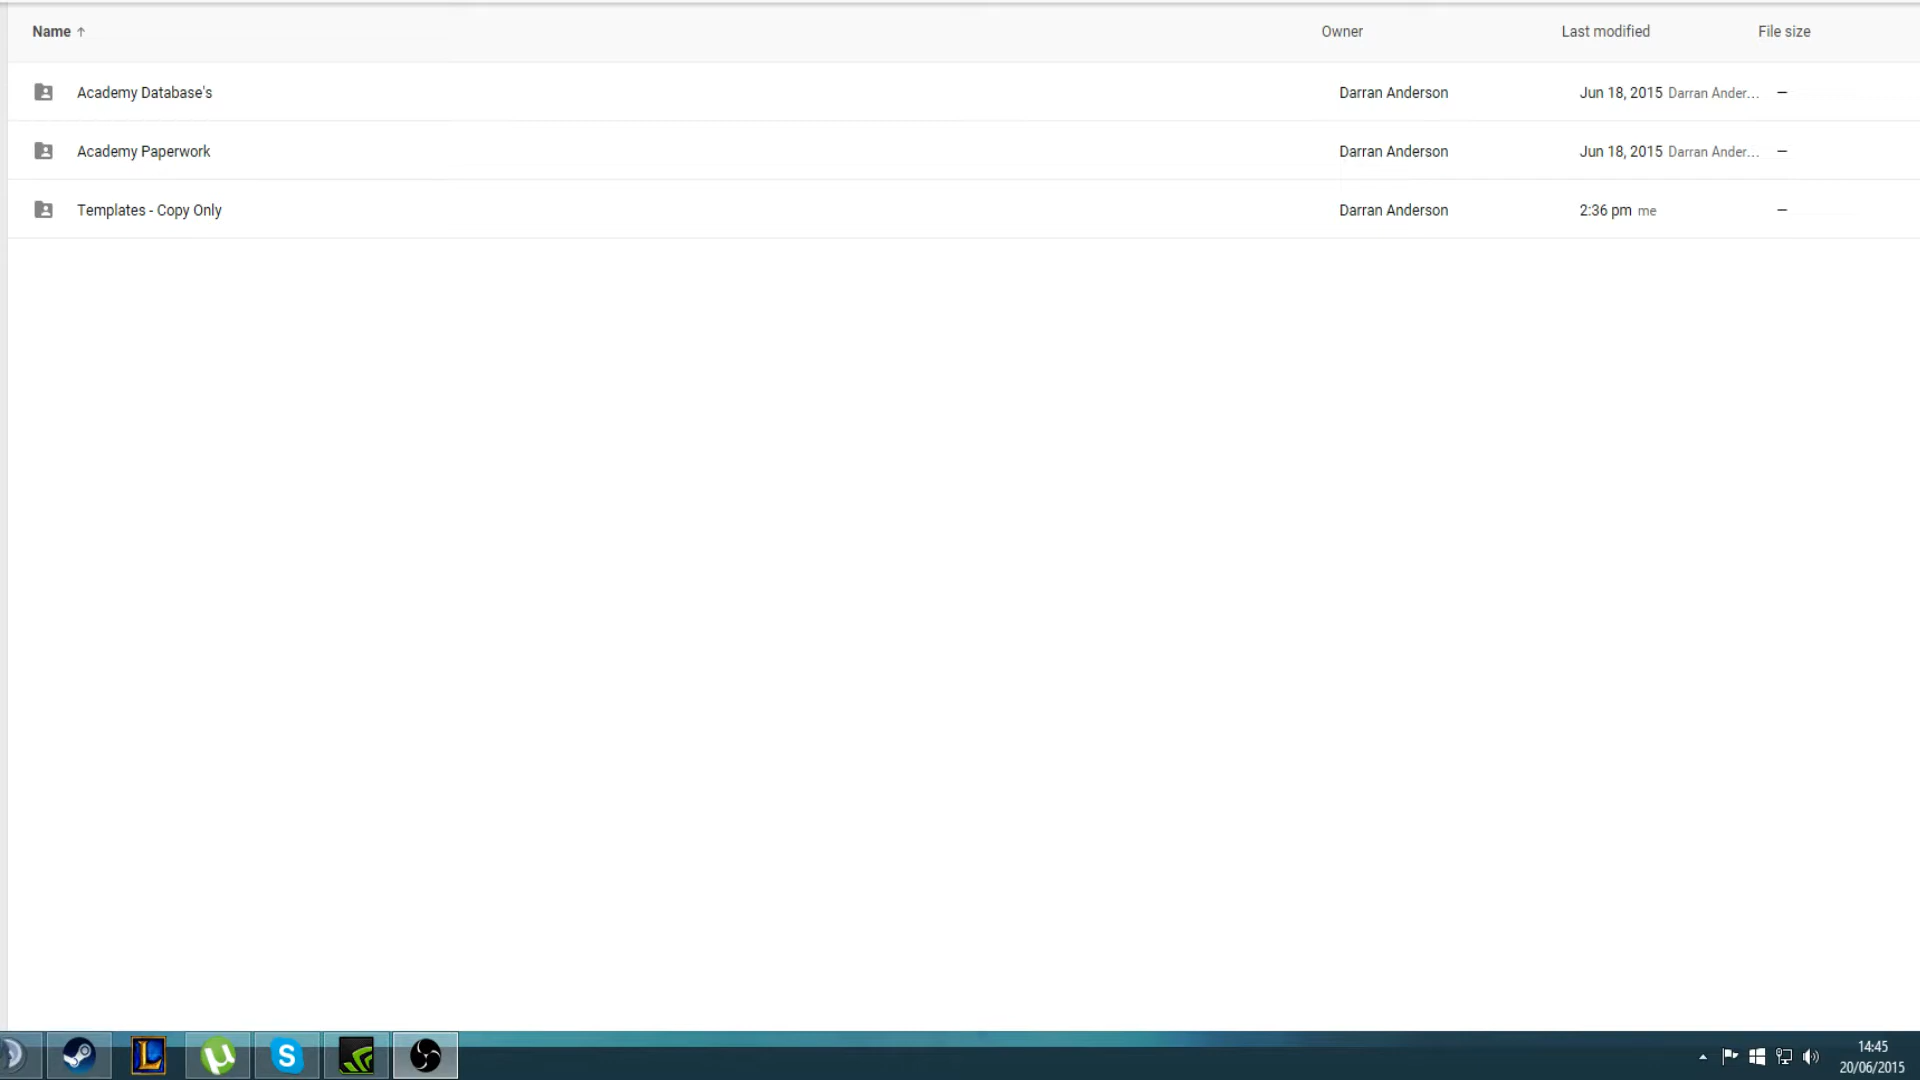 Name ↑ Owner Last modified File size
Academy Database's Darran Anderson Jun 18, 2015 Darran Ander... –
Academy Paperwork Darran Anderson Jun 18, 2015 Darran Ander... –
Templates - Copy Only Darran Anderson 2:36 pm me –
14:45
20/06/2015